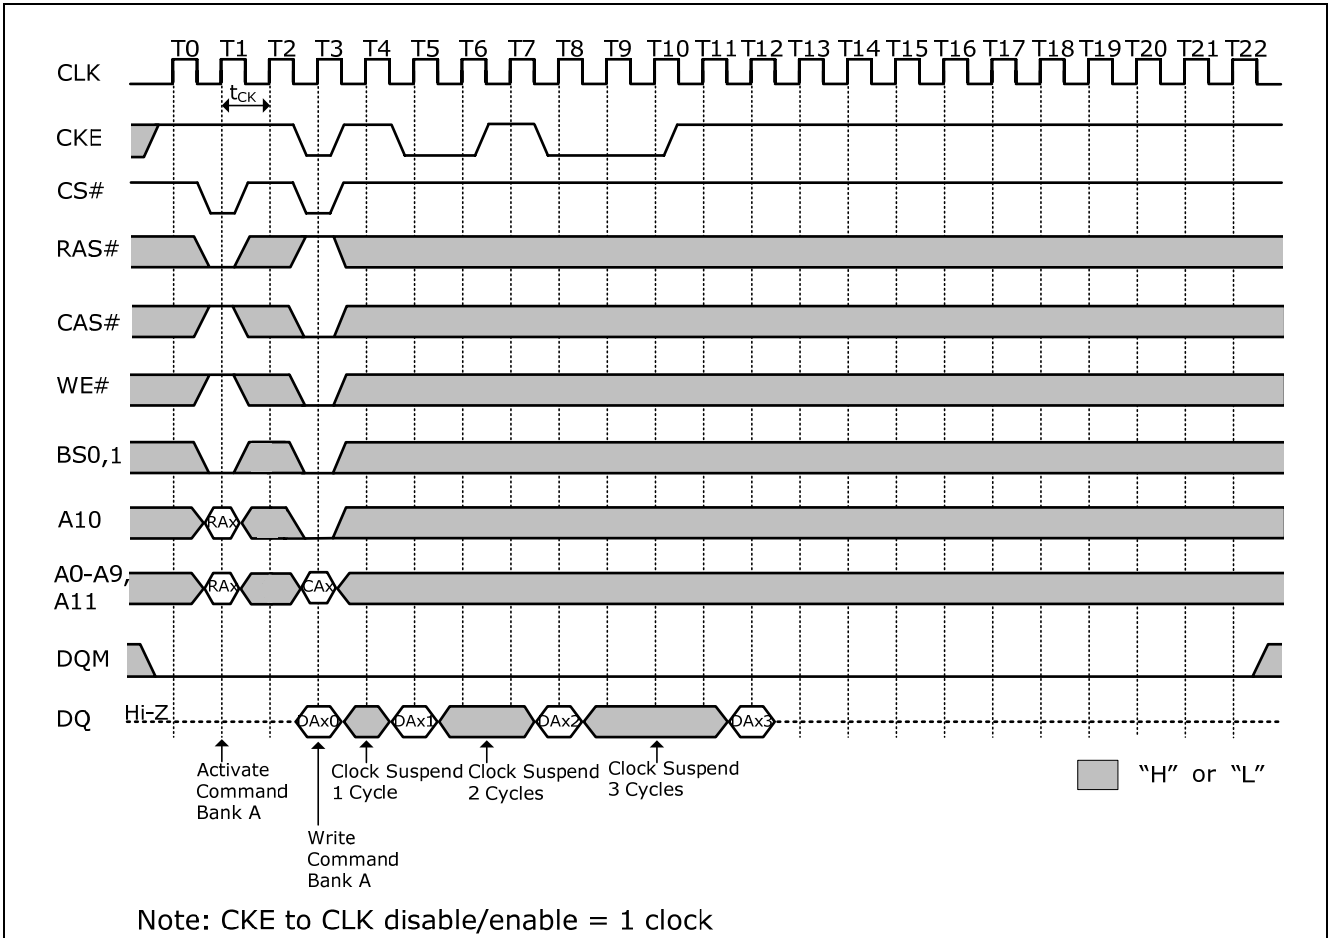 T0 T1 T2 T3 T4 T5 T6 T7 T8 T9 T10 T11 T12 T13 T14 T15 T16 T17 T18 T19 T20 T21 T22
CLK
tCK
CKE
CS#
RAS#
CAS#
WE#
BS0,1
A10
RAx
A0-A9,
A11
RAx CAx
DQM
DQ
Hi-Z
DAx0 DAx1 DAx2 DAx3
Activate
Command
Bank A
Clock Suspend
1 Cycle
Clock Suspend
2 Cycles
Clock Suspend
3 Cycles
"H" or "L"
Write
Command
Bank A
Note: CKE to CLK disable/enable = 1 clock